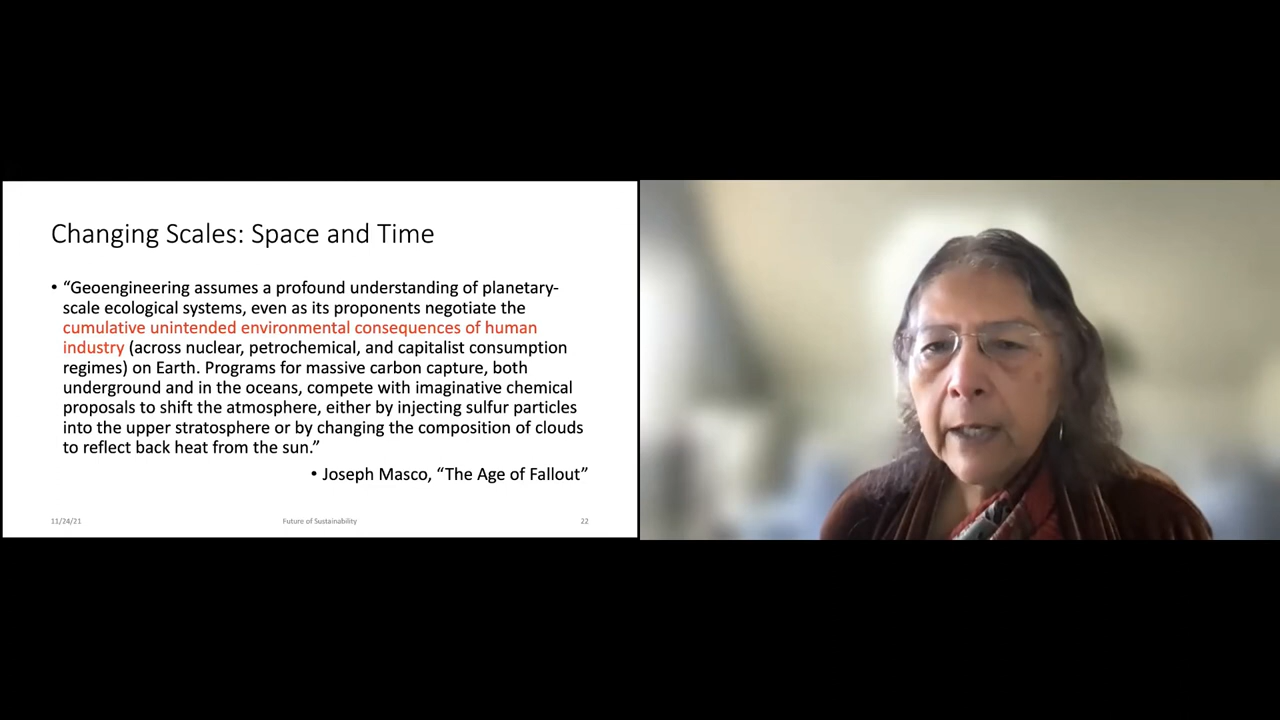 Changing Scales: Space and Time
• “Geoengineering assumes a profound understanding of planetary-
scale ecological systems, even as its proponents negotiate the
cumulative unintended environmental consequences of human
industry (across nuclear, petrochemical, and capitalist consumption
regimes) on Earth. Programs for massive carbon capture, both
underground and in the oceans, compete with imaginative chemical
proposals to shift the atmosphere, either by injecting sulfur particles
into the upper stratosphere or by changing the composition of clouds
to reflect back heat from the sun.”
• Joseph Masco, “The Age of Fallout”
11/24/21
Future of Sustainability
22